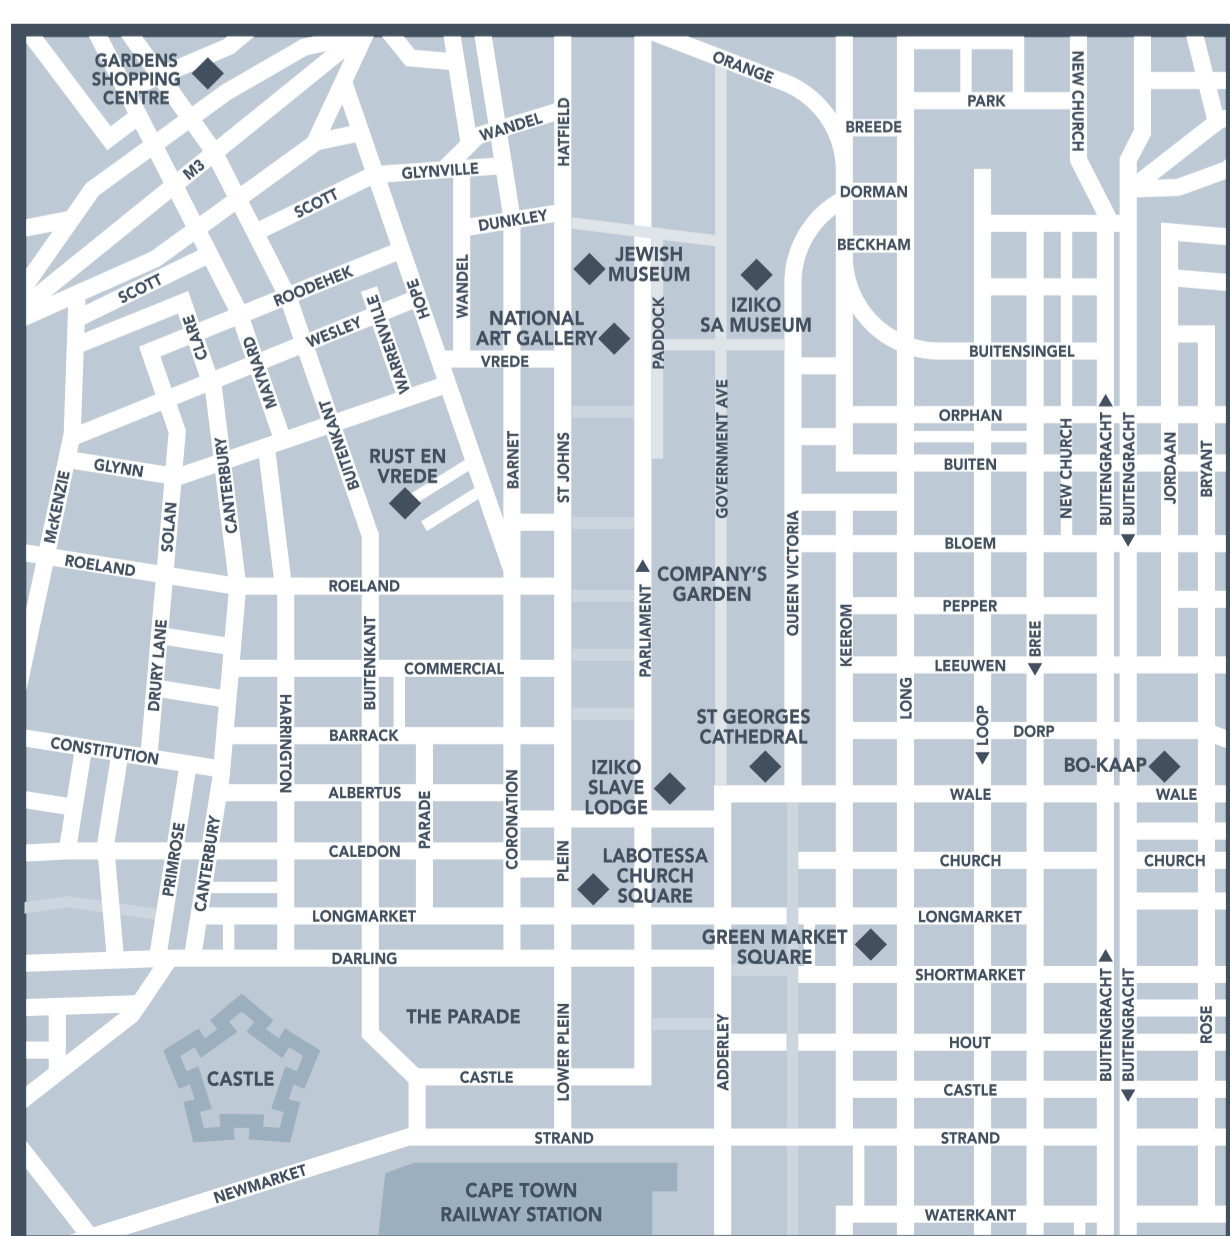 GARDENS
SHOPPING
CENTRE
ORANGE
NEW CHURCH
PARK
WANDEL
HATFIELD
BREEDE
M3
GLYNVILLE
SCOTT
DORMAN
DUNKLEY
BECKHAM
JEWISH
MUSEUM
SCOTT
ROODEHEK
HOPE
WANDEL
IZIKO
SA MUSEUM
NATIONAL
ART GALLERY
PADDOCK
CLARE
WESLEY
WARRENVILLE
MAYNARD
VREDE
BUITENSINGEL
GOVERNMENT AVE
ORPHAN
BUITENKANT
RUST EN
VREDE
BARNET
ST JOHNS
NEW CHURCH
BUITENGRACHT
BUITENGRACHT
JORDAAN
BRYANT
GLYNN
McKENZIE
SOLAN
CANTERBURY
BUITEN
QUEEN VICTORIA
BLOEM
ROELAND
ROELAND
COMPANY'S
GARDEN
PARLIAMENT
PEPPER
KEEROM
BREE
DRURY LANE
BUITENKANT
COMMERCIAL
LEEUWEN
LONG
HARRINGTON
LOOP
CONSTITUTION
BARRACK
ST GEORGES
CATHEDRAL
DORP
IZIKO
SLAVE
LODGE
BO-KAAP
ALBERTUS
PARADE
CORONATION
WALE
WALE
PRIMROSE
CANTERBURY
CALEDON
PLEIN
LABOTESSA
CHURCH
SQUARE
CHURCH
CHURCH
LONGMARKET
LONGMARKET
GREEN MARKET
SQUARE
DARLING
SHORTMARKET
BUITENGRACHT
BUITENGRACHT
ROSE
THE PARADE
LOWER PLEIN
ADDERLEY
HOUT
CASTLE
CASTLE
CASTLE
STRAND
STRAND
NEWMARKET
CAPE TOWN
RAILWAY STATION
WATERKANT